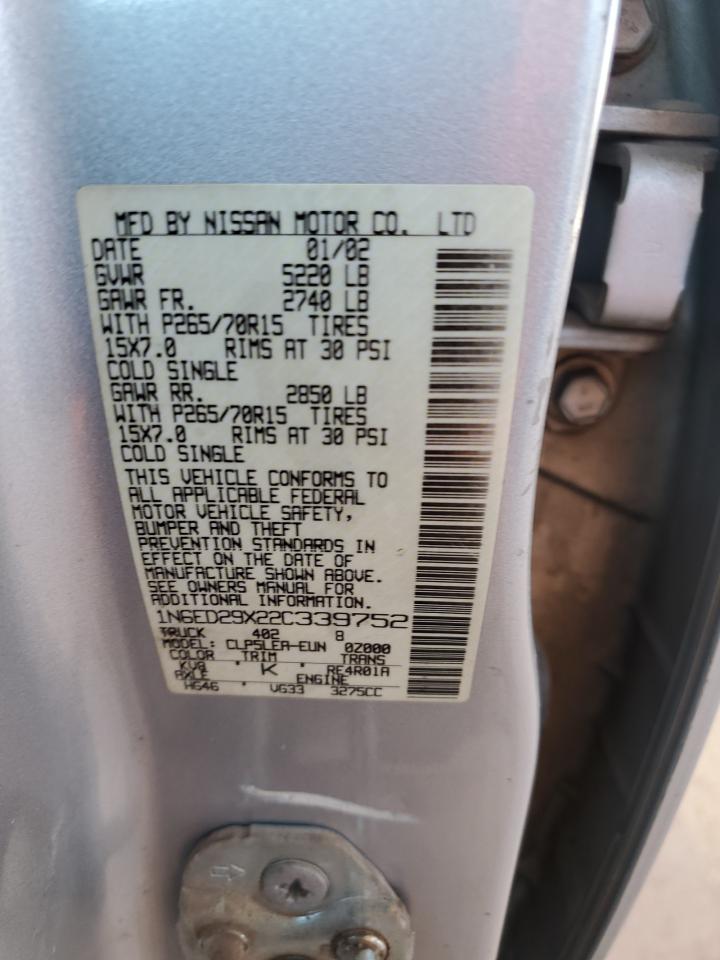 MFD BY NISSAN MOTOR CO. LTD
DATE 01/02
GVWR 5220 LB
GAWR FR. 2740 LB
WITH P265/70R15 TIRES
15X7.0 RIMS AT 30 PSI
COLD SINGLE
GAWR RR. 2850 LB
WITH P265/70R15 TIRES
15X7.0 RIMS AT 30 PSI
COLD SINGLE
THIS VEHICLE CONFORMS TO
ALL APPLICABLE FEDERAL
MOTOR VEHICLE SAFETY,
BUMPER AND THEFT
PREVENTION STANDARDS IN
EFFECT ON THE DATE OF
MANUFACTURE SHOWN ABOVE.
SEE OWNERS MANUAL FOR
ADDITIONAL INFORMATION
1N6ED29X22C339752
TRUCK 402 8
MODEL: CLPSLEA-EUN 0Z000
COLOR TRIM TRANS
KV8 K RE4R01A
AXLE ENGINE
HG46 VG33 3275CC